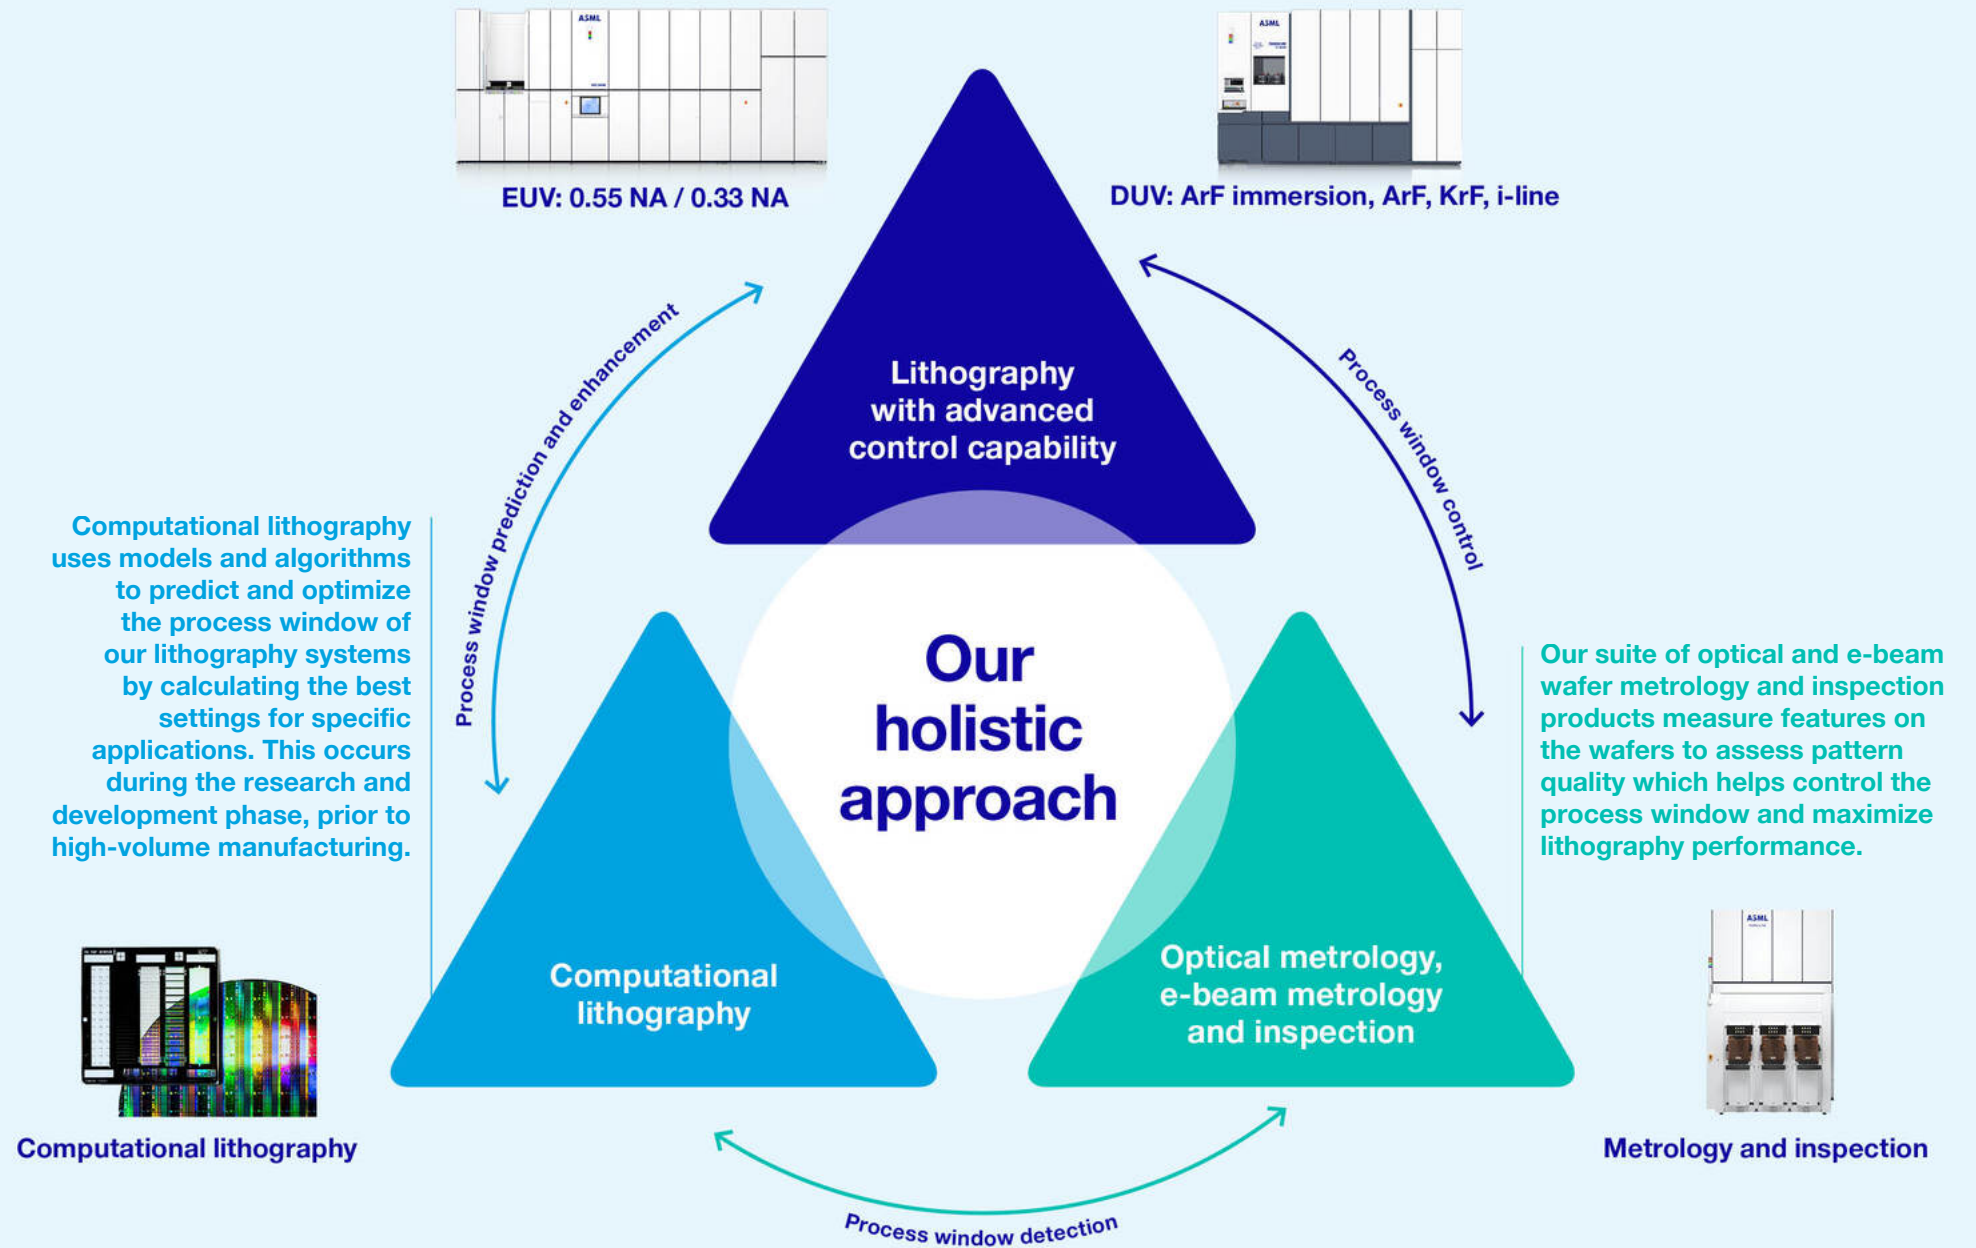 ASML
ASML
EUV: 0.55 NA / 0.33 NA
DUV: ArF immersion, ArF, KrF, i-line
Process window prediction and enhancement
Process window control
Lithography
with advanced
control capability
Computational lithography
uses models and algorithms
to predict and optimize
the process window of
our lithography systems
by calculating the best
settings for specific
applications. This occurs
during the research and
development phase, prior to
high-volume manufacturing.
Our
holistic
approach
Our suite of optical and e-beam
wafer metrology and inspection
products measure features on
the wafers to assess pattern
quality which helps control the
process window and maximize
lithography performance.
Computational
lithography
Optical metrology,
e-beam metrology
and inspection
ASML
Computational lithography
Metrology and inspection
Process window detection